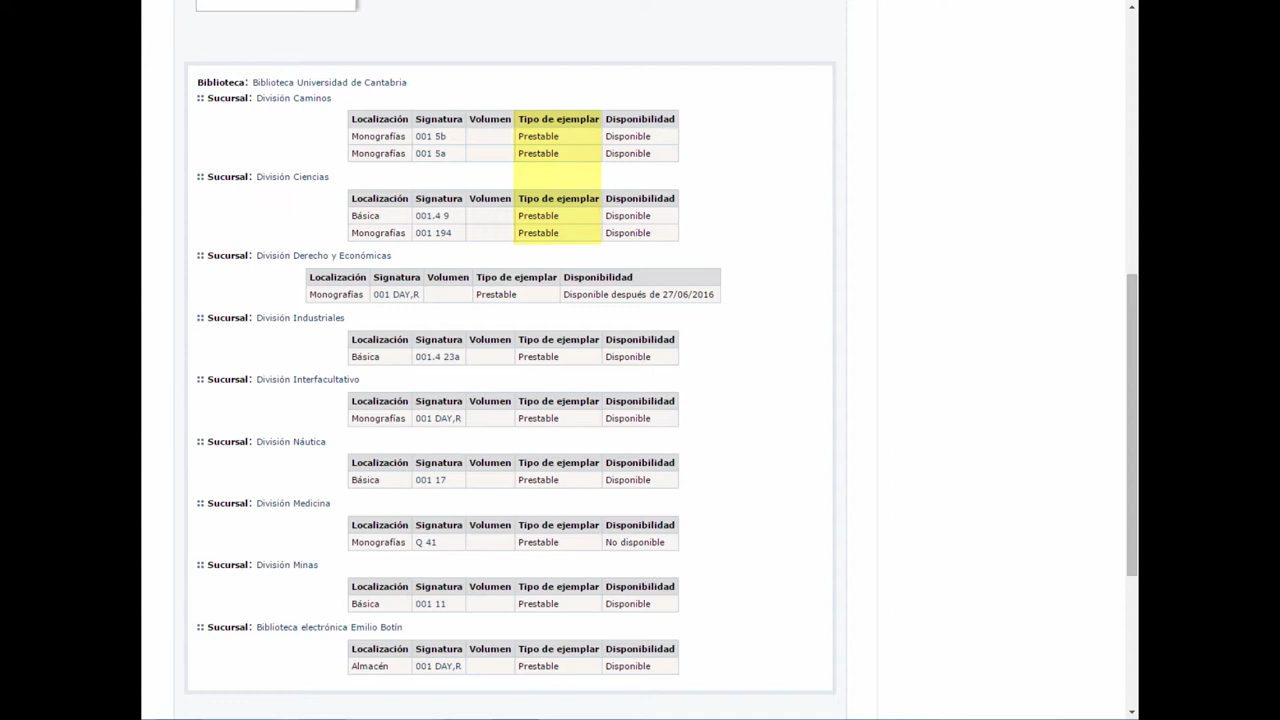 Biblioteca: Biblioteca Universidad de Cantabria
Sucursal: División Caminos
Localización Signatura Volumen Tipo de ejemplar Disponibilidad
Monografías 001 5b Prestable Disponible
Monografías 001 5a Prestable Disponible
Sucursal: División Ciencias
Localización Signatura Volumen Tipo de ejemplar Disponibilidad
Básica 001.4 9 Prestable Disponible
Monografías 001 194 Prestable Disponible
Sucursal: División Derecho y Económicas
Localización Signatura Volumen Tipo de ejemplar Disponibilidad
Monografías 001 DAY,R Prestable Disponible después de 27/06/2016
Sucursal: División Industriales
Localización Signatura Volumen Tipo de ejemplar Disponibilidad
Básica 001.4 23a Prestable Disponible
Sucursal: División Interfacultativo
Localización Signatura Volumen Tipo de ejemplar Disponibilidad
Monografías 001 DAY,R Prestable Disponible
Sucursal: División Náutica
Localización Signatura Volumen Tipo de ejemplar Disponibilidad
Básica 001 17 Prestable Disponible
Sucursal: División Medicina
Localización Signatura Volumen Tipo de ejemplar Disponibilidad
Monografías Q 41 Prestable No disponible
Sucursal: División Minas
Localización Signatura Volumen Tipo de ejemplar Disponibilidad
Básica 001 11 Prestable Disponible
Sucursal: Biblioteca electrónica Emilio Botín
Localización Signatura Volumen Tipo de ejemplar Disponibilidad
Almacén 001 DAY,R Prestable Disponible